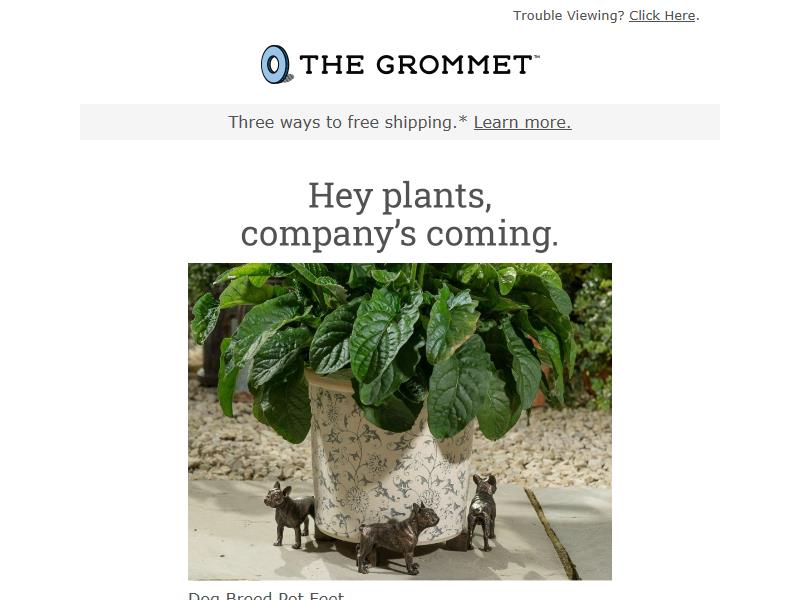 Trouble Viewing? Click Here.
THE GROMMET™
Three ways to free shipping.* Learn more.
Hey plants,
company’s coming.
Dog Breed Pot Feet